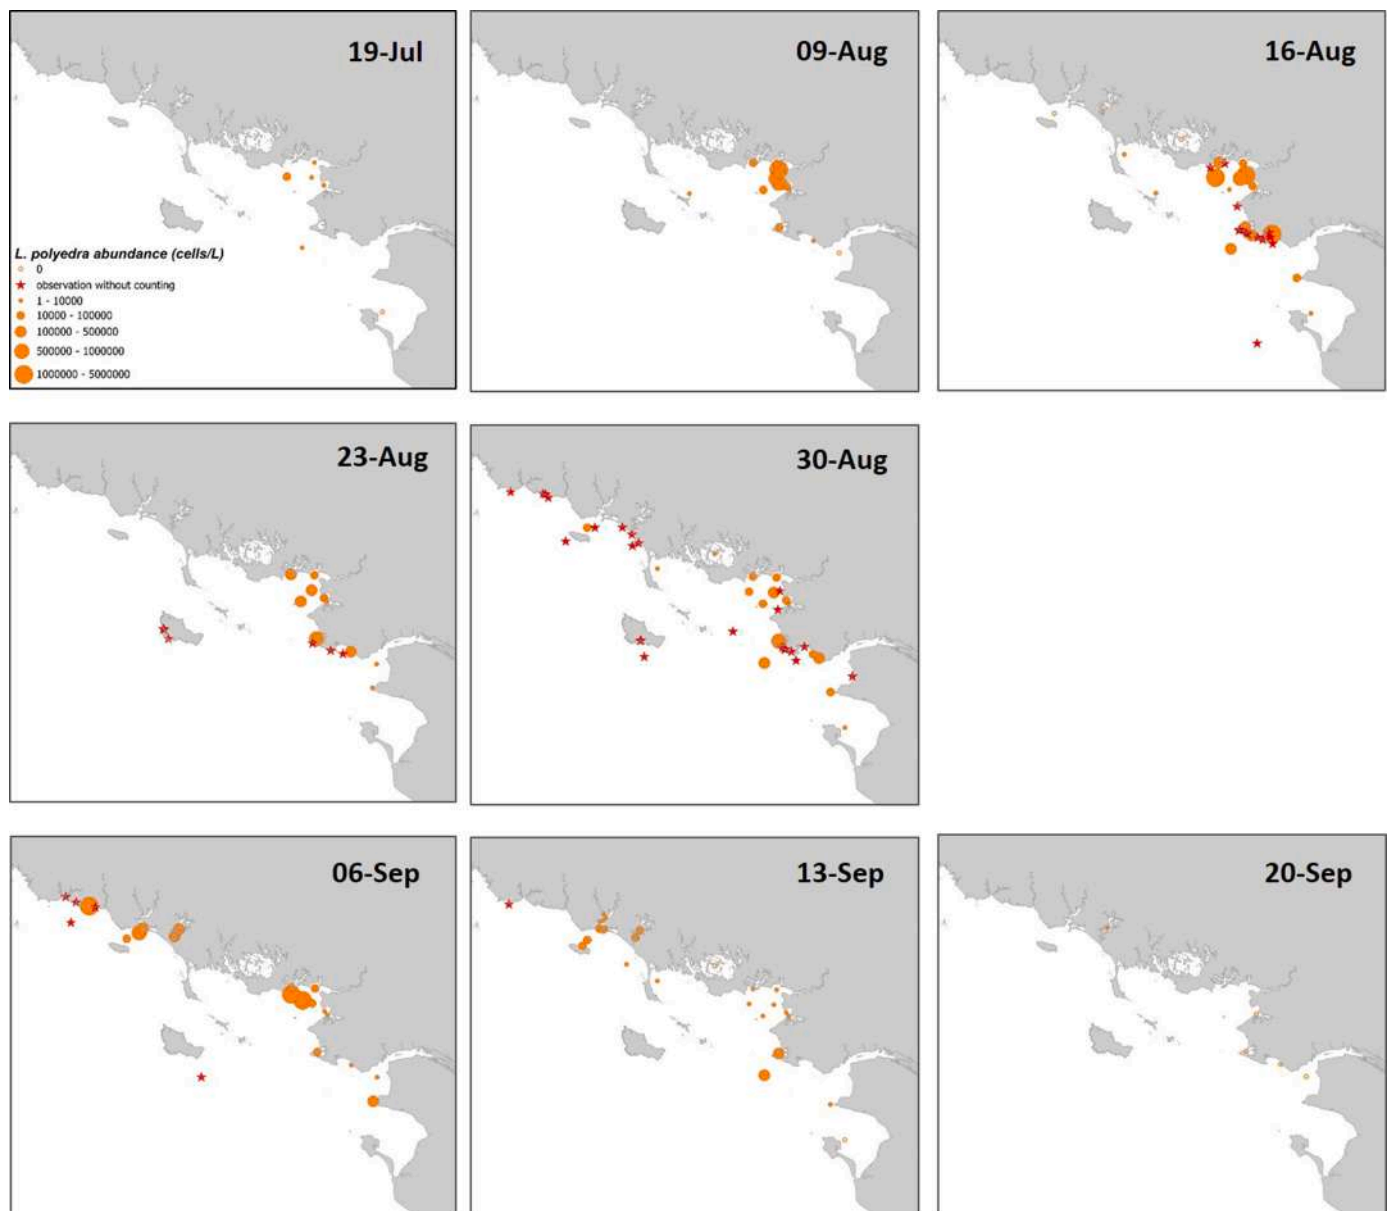 19-Jul
09-Aug
16-Aug
L. polyedra abundance (cells/L)
0
observation without counting
1 - 10000
10000 - 100000
100000 - 500000
500000 - 1000000
1000000 - 5000000
23-Aug
30-Aug
06-Sep
13-Sep
20-Sep